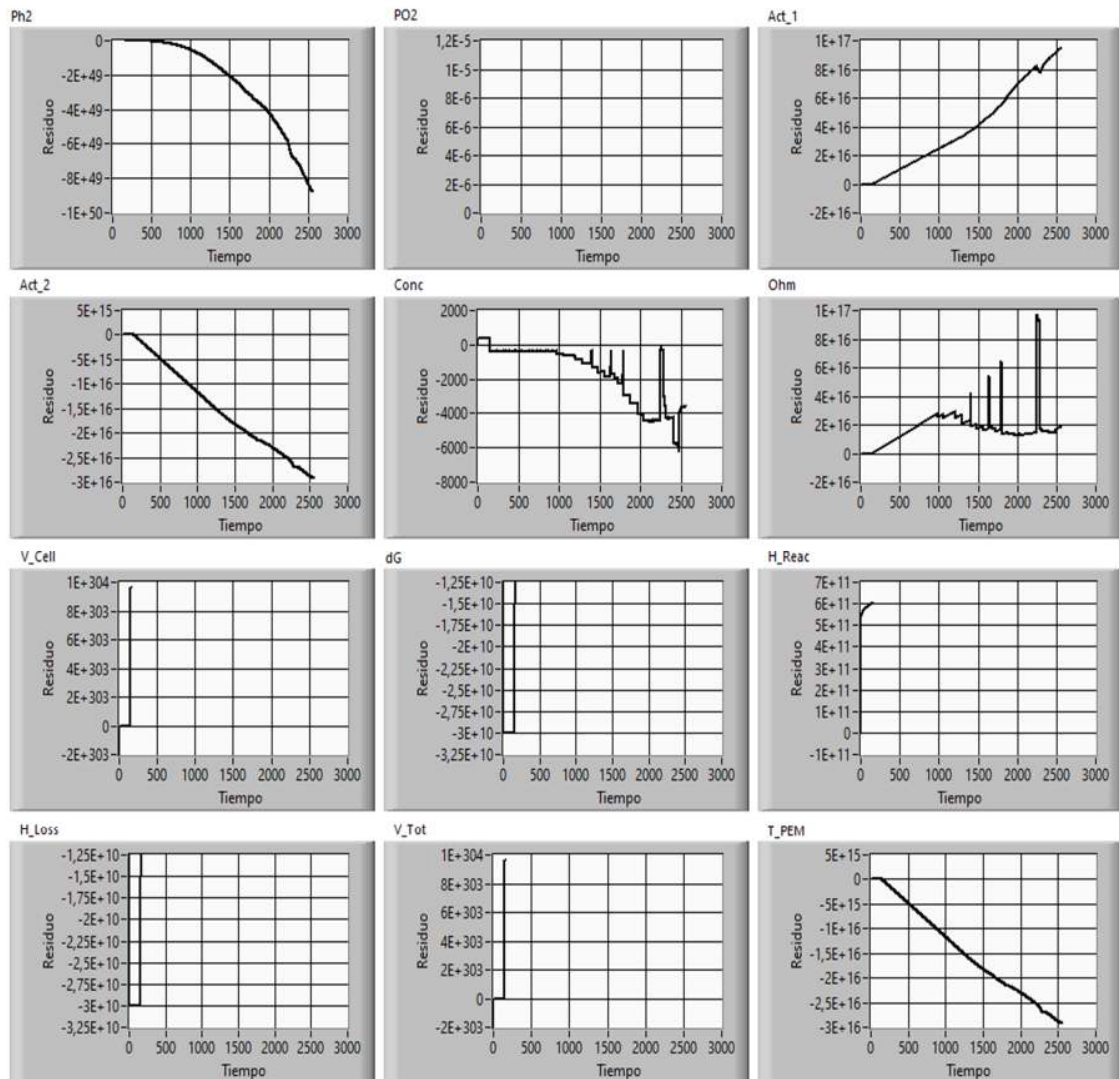 Ph2 PO2 Act_1
0 1,2E-5 1E+17
-2E+49 1E-5 8E+16
-4E+49 8E-6 6E+16
-6E+49 6E-6 4E+16
-8E+49 4E-6 2E+16
-1E+50 2E-6 0
0 -2E+16
Residuo Residuo Residuo
0 500 1000 1500 2000 2500 3000 0 500 1000 1500 2000 2500 3000 0 500 1000 1500 2000 2500 3000
Tiempo Tiempo Tiempo
Act_2 Conc Ohm
5E+15 2000 1E+17
0 0 8E+16
-5E+15 -2000 6E+16
-1E+16 -4000 4E+16
-1,5E+16 -6000 2E+16
-2E+16 -8000 0
-2,5E+16 -2E+16
-3E+16
Residuo Residuo Residuo
0 500 1000 1500 2000 2500 3000 0 500 1000 1500 2000 2500 3000 0 500 1000 1500 2000 2500 3000
Tiempo Tiempo Tiempo
V_Cell dG H_Reac
1E+304 -1,25E+10 7E+11
8E+303 -1,5E+10 6E+11
6E+303 -1,75E+10 5E+11
4E+303 -2E+10 4E+11
2E+303 -2,25E+10 3E+11
0 -2,5E+10 2E+11
-2E+303 -2,75E+10 1E+11
-3E+10 0
-3,25E+10 -1E+11
Residuo Residuo Residuo
0 500 1000 1500 2000 2500 3000 0 500 1000 1500 2000 2500 3000 0 500 1000 1500 2000 2500 3000
Tiempo Tiempo Tiempo
H_Loss V_Tot T_PEM
-1,25E+10 1E+304 5E+15
-1,5E+10 8E+303 0
-1,75E+10 6E+303 -5E+15
-2E+10 4E+303 -1E+16
-2,25E+10 2E+303 -1,5E+16
-2,5E+10 0 -2E+16
-2,75E+10 -2E+303 -2,5E+16
-3E+10 -3E+16
-3,25E+10
Residuo Residuo Residuo
0 500 1000 1500 2000 2500 3000 0 500 1000 1500 2000 2500 3000 0 500 1000 1500 2000 2500 3000
Tiempo Tiempo Tiempo